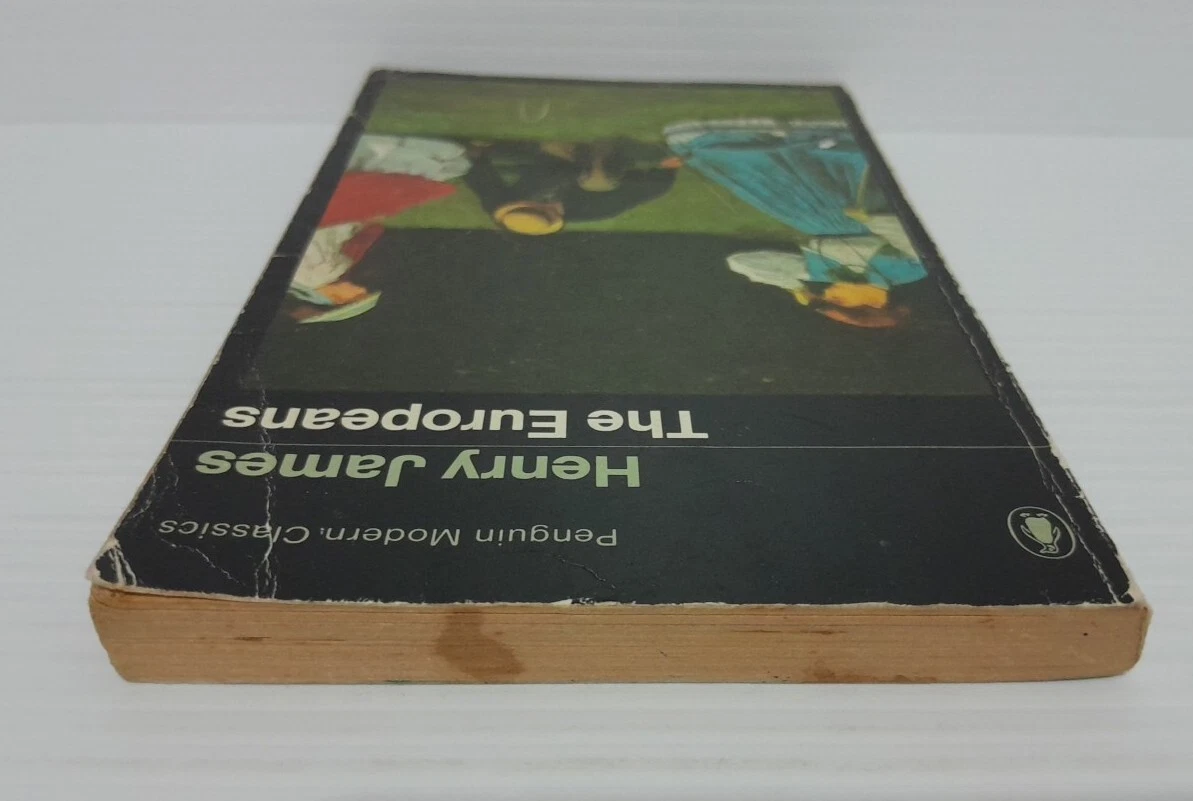 Penguin Modern Classics
Henry James
The Europeans